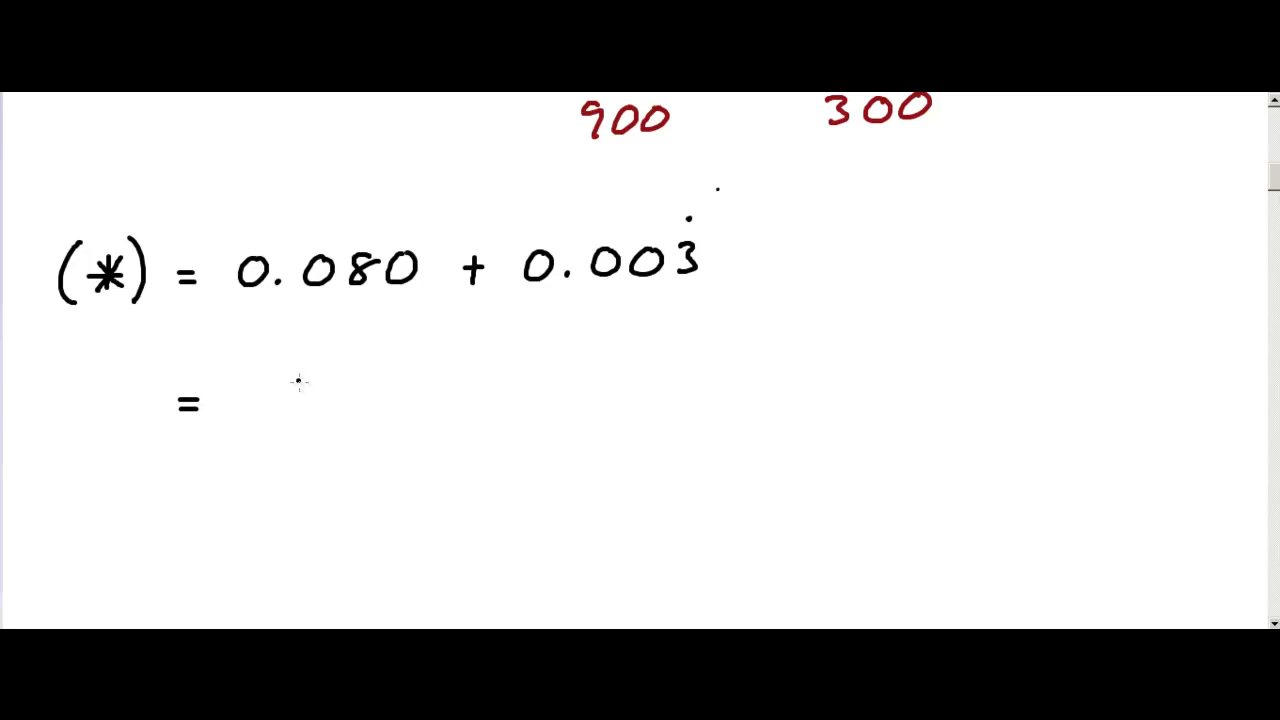 900 300
(*) = 0.080 + 0.003̇
=